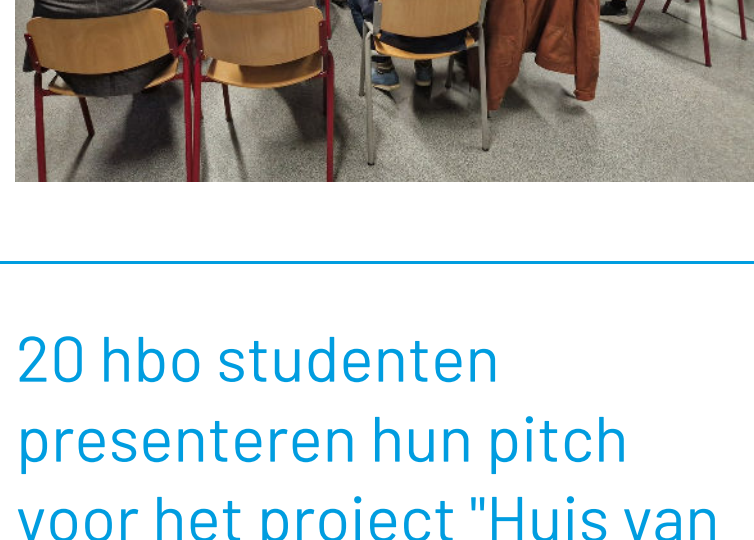 20 hbo studenten
presenteren hun pitch
voor het project "Huis van